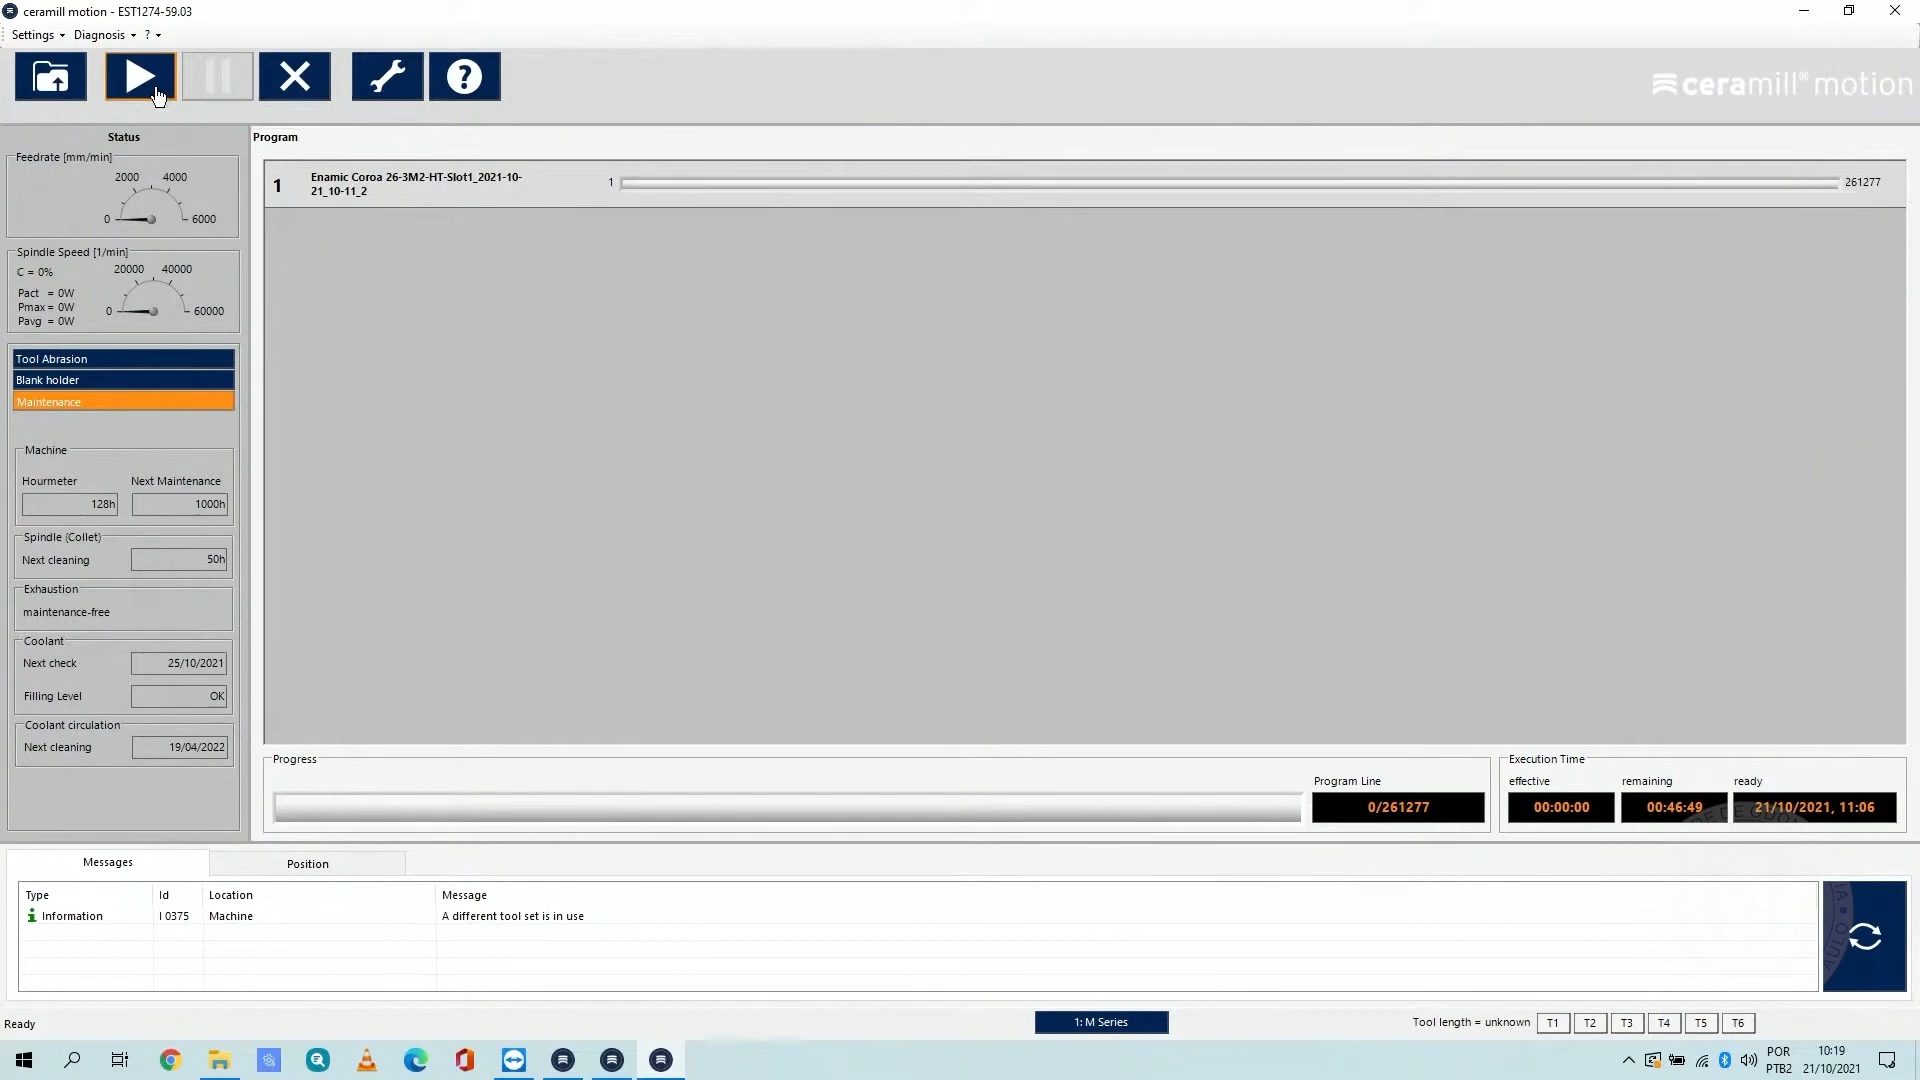 ceramill motion - EST1274-59.03
Settings Diagnosis ?
ceramill® motion
Status
Feedrate [mm/min]
2000 4000
0 6000
Spindle Speed [1/min]
C = 0% 20000 40000
Pact = 0W
Pmax = 0W 0 60000
Pavg = 0W
Tool Abrasion
Blank holder
Maintenance
Machine
Hourmeter Next Maintenance
128h 1000h
Spindle (Collet)
Next cleaning 50h
Exhaustion
maintenance-free
Coolant
Next check 25/10/2021
Filling Level OK
Coolant circulation
Next cleaning 19/04/2022
Program
1 Enamic Coroa 26-3M2-HT-Slot1_2021-10- 1 261277
21_10-11_2
Progress
Program Line
0/261277
Execution Time
effective remaining ready
00:00:00 00:46:49 21/10/2021, 11:06
Messages Position
Type Id Location Message
Information I 0375 Machine A different tool set is in use
Ready 1: M Series Tool length = unknown T1 T2 T3 T4 T5 T6
POR 10:19
PTB2 21/10/2021